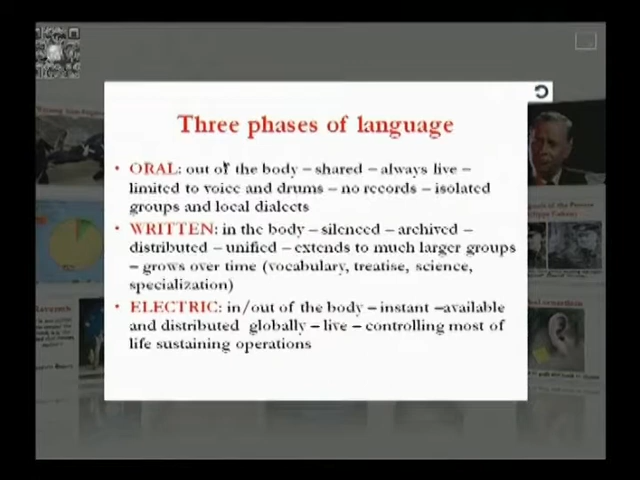 Three phases of language
• ORAL: out of the body – shared – always live –
limited to voice and drums – no records – isolated
groups and local dialects
• WRITTEN: in the body – silenced – archived –
distributed – unified – extends to much larger groups
– grows over time (vocabulary, treatise, science,
specialization)
• ELECTRIC: in/out of the body – instant –available
and distributed globally – live – controlling most of
life sustaining operations